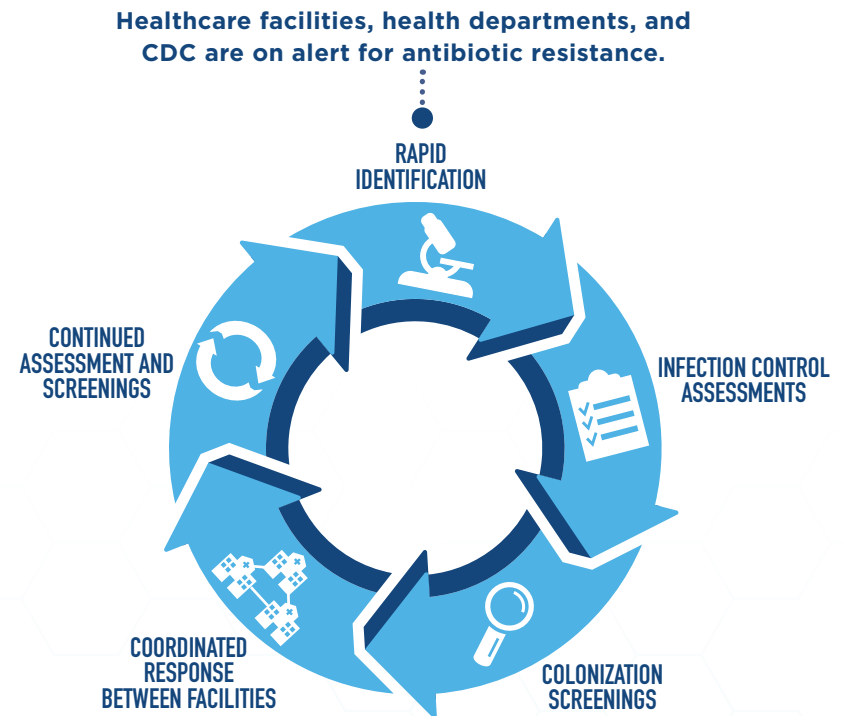 Healthcare facilities, health departments, and
CDC are on alert for antibiotic resistance.
RAPID
IDENTIFICATION
INFECTION CONTROL
ASSESSMENTS
COLONIZATION
SCREENINGS
COORDINATED
RESPONSE
BETWEEN FACILITIES
CONTINUED
ASSESSMENT AND
SCREENINGS